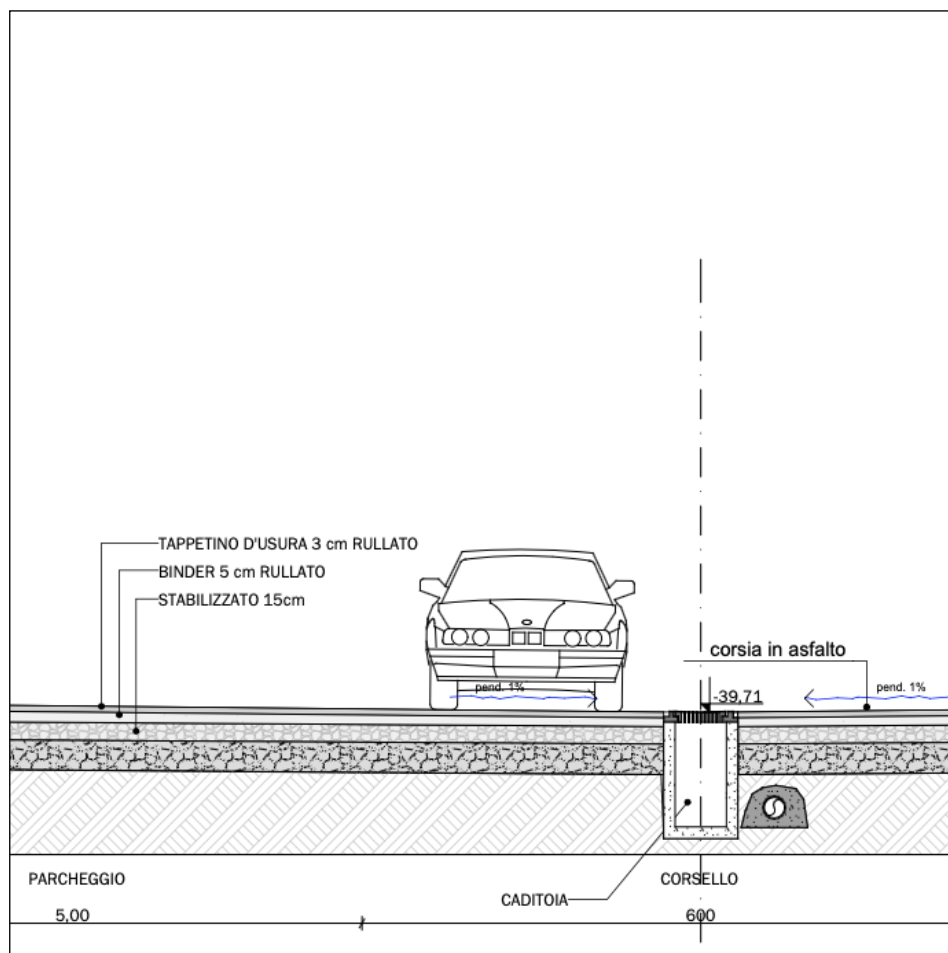 TAPPETINO D'USURA 3 cm RULLATO
BINDER 5 cm RULLATO
STABILIZZATO 15cm
corsia in asfalto
pend. 1%
-39,71
pend. 1%
PARCHEGGIO
CORSELLO
CADITOIA
5,00
600